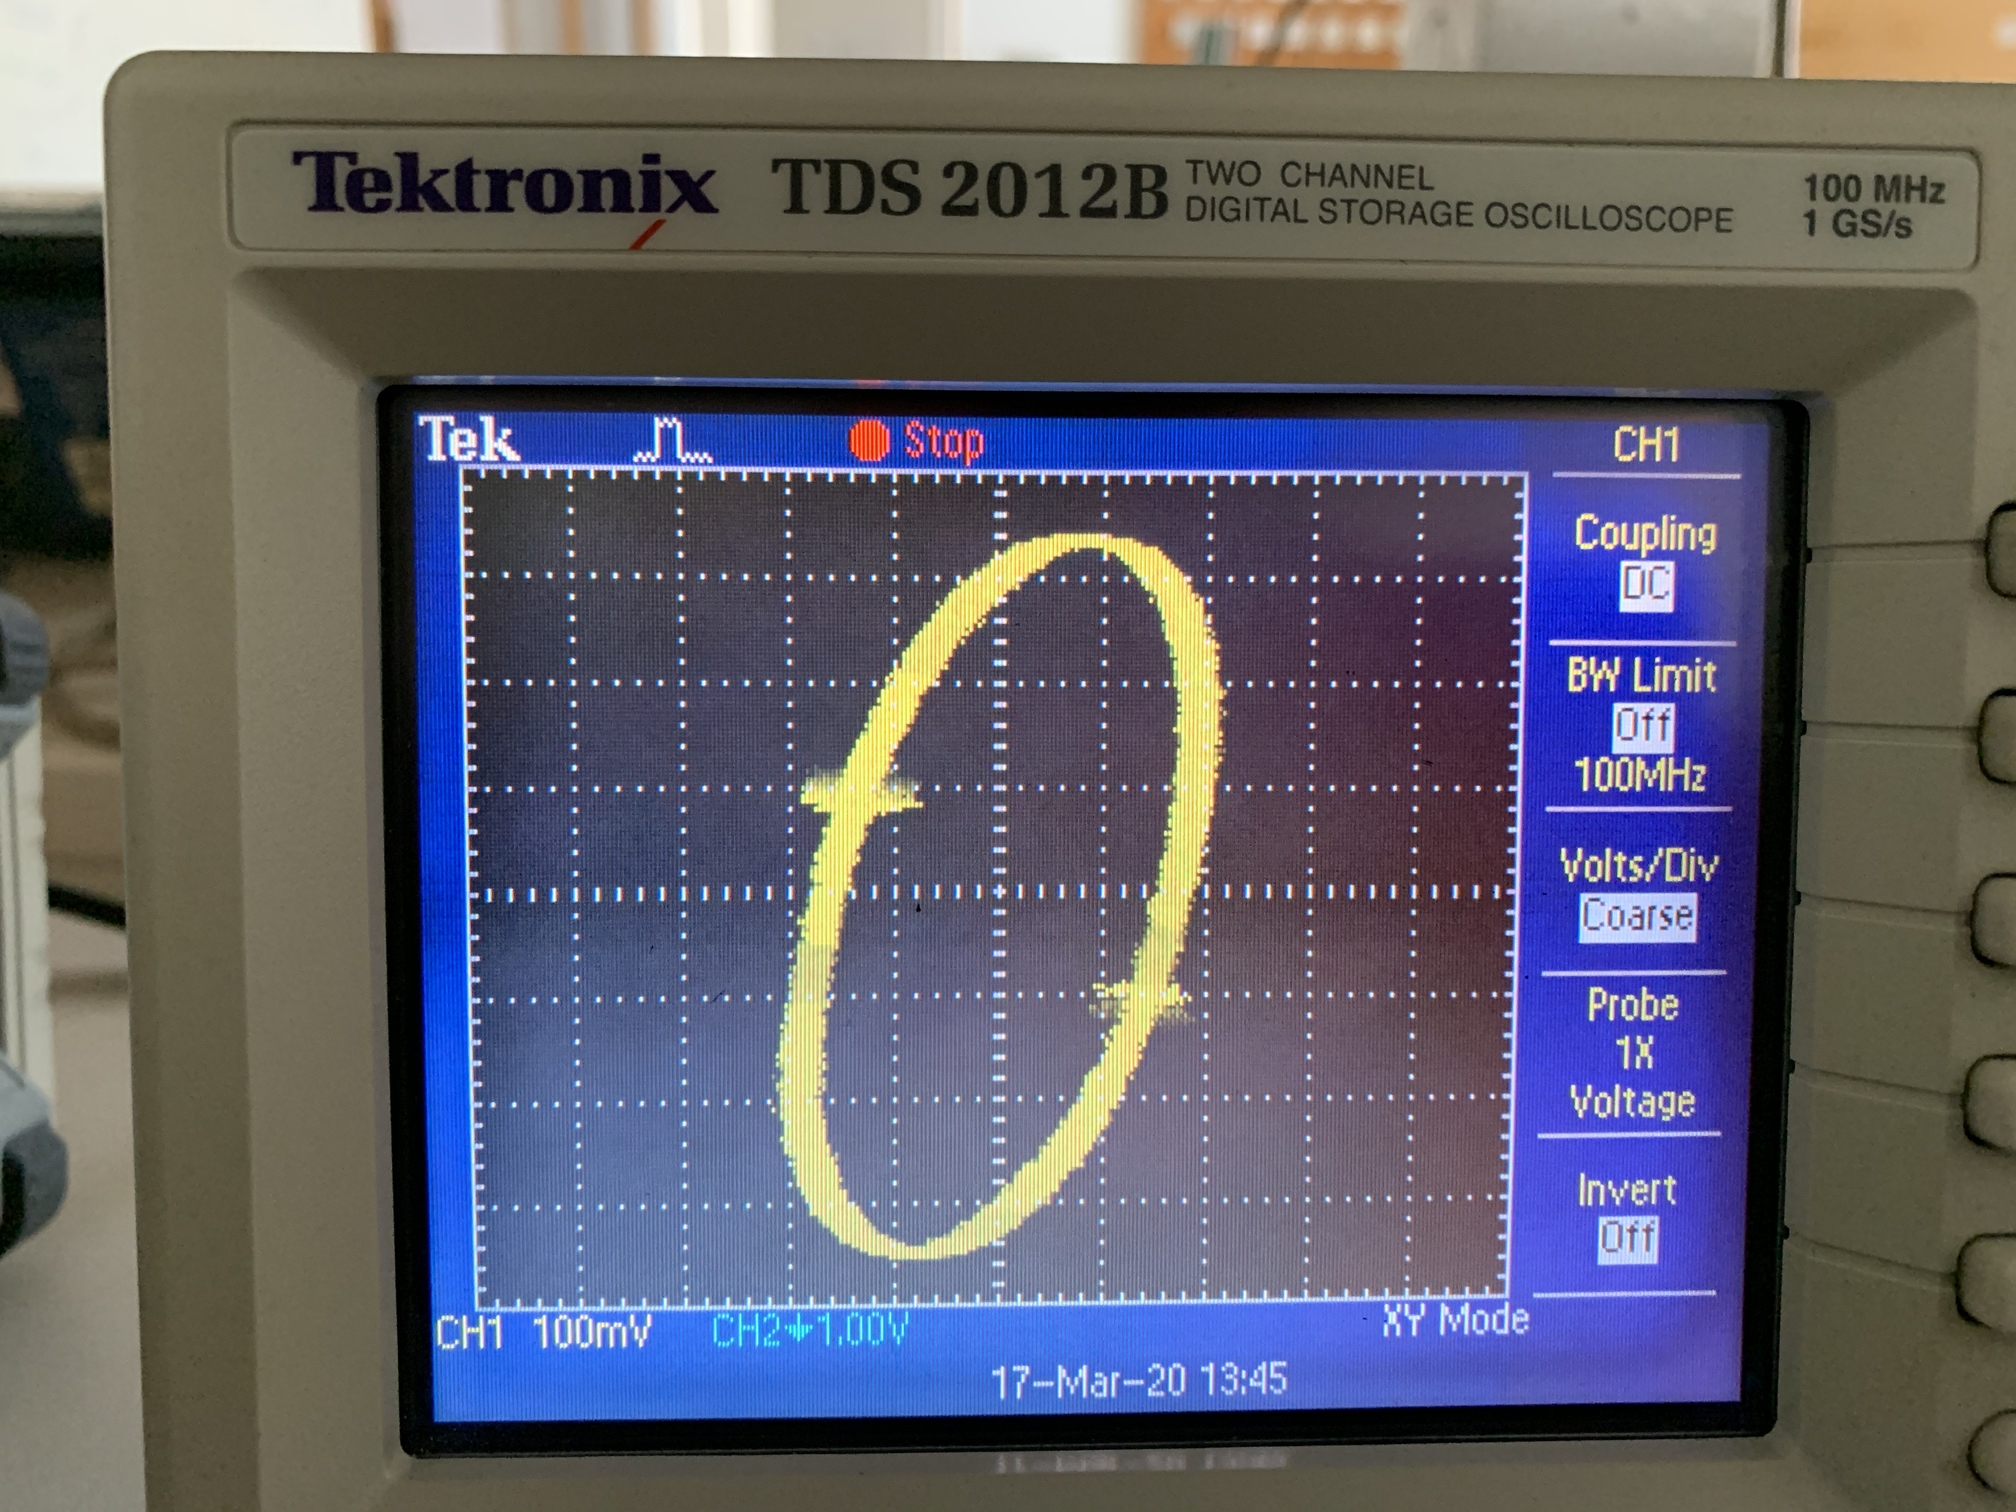 Tektronix TDS 2012B TWO CHANNEL
DIGITAL STORAGE OSCILLOSCOPE
100 MHz
1 GS/s
Tek Stop CH1
Coupling
DC
BW Limit
Off
100MHz
Volts/Div
Coarse
Probe
1X
Voltage
Invert
Off
CH1 100mV CH2 1.00V XY Mode
17-Mar-20 13:45